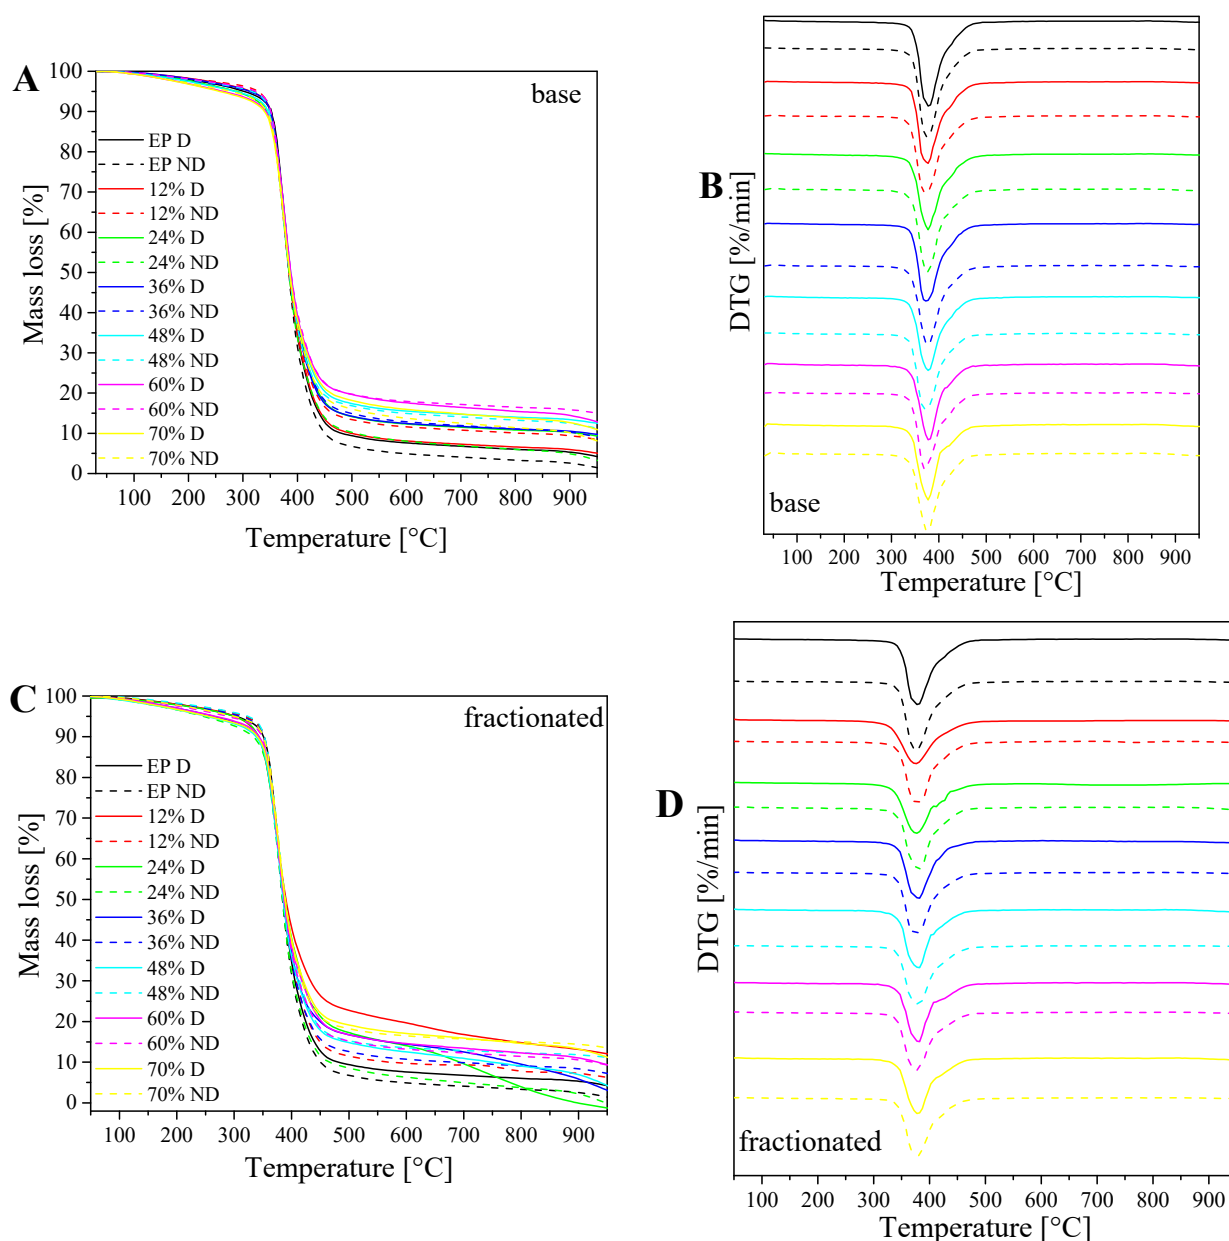 A
base
100
90
80
70
60
50
40
30
20
10
0
Mass loss [%]
EP D
EP ND
12% D
12% ND
24% D
24% ND
36% D
36% ND
48% D
48% ND
60% D
60% ND
70% D
70% ND
100 200 300 400 500 600 700 800 900
Temperature [°C]
B
DTG [%/min]
base
100 200 300 400 500 600 700 800 900
Temperature [°C]
C
fractionated
100
90
80
70
60
50
40
30
20
10
0
Mass loss [%]
EP D
EP ND
12% D
12% ND
24% D
24% ND
36% D
36% ND
48% D
48% ND
60% D
60% ND
70% D
70% ND
100 200 300 400 500 600 700 800 900
Temperature [°C]
D
DTG [%/min]
fractionated
100 200 300 400 500 600 700 800 900
Temperature [°C]